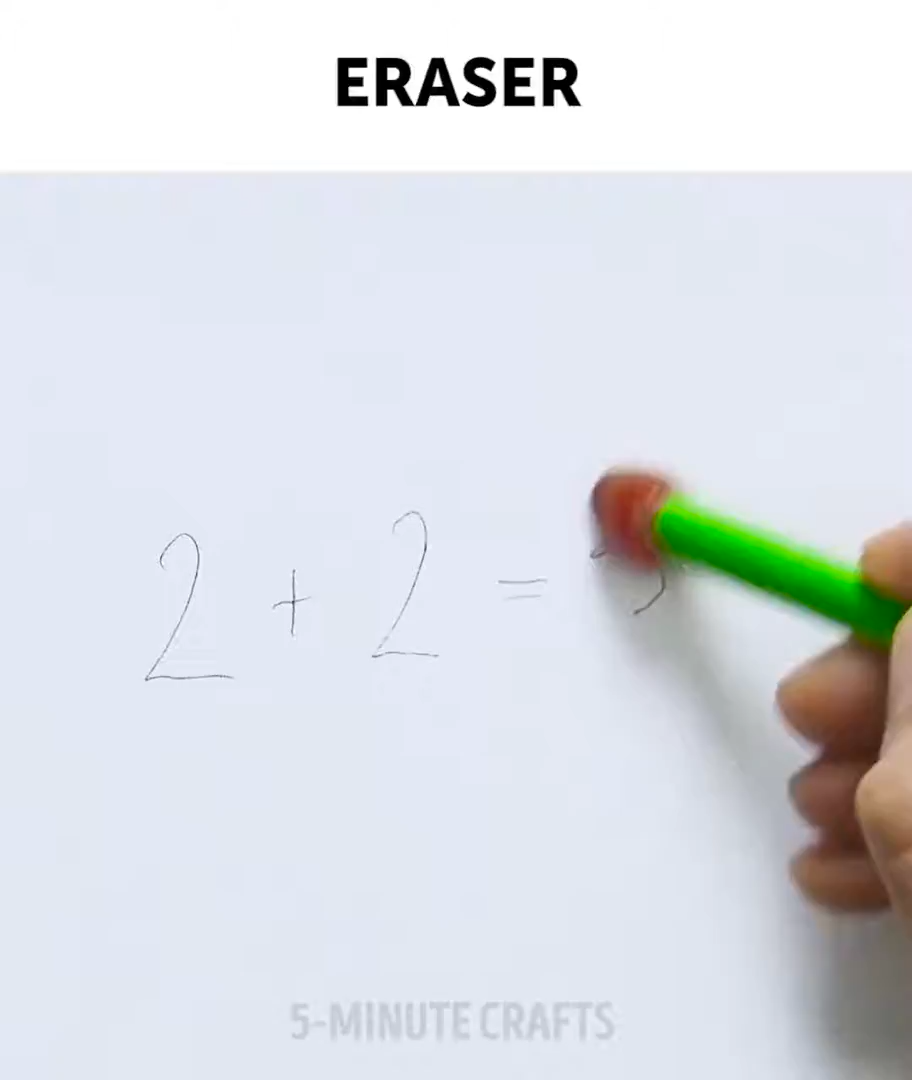 ERASER
2 + 2 =
5-MINUTE CRAFTS